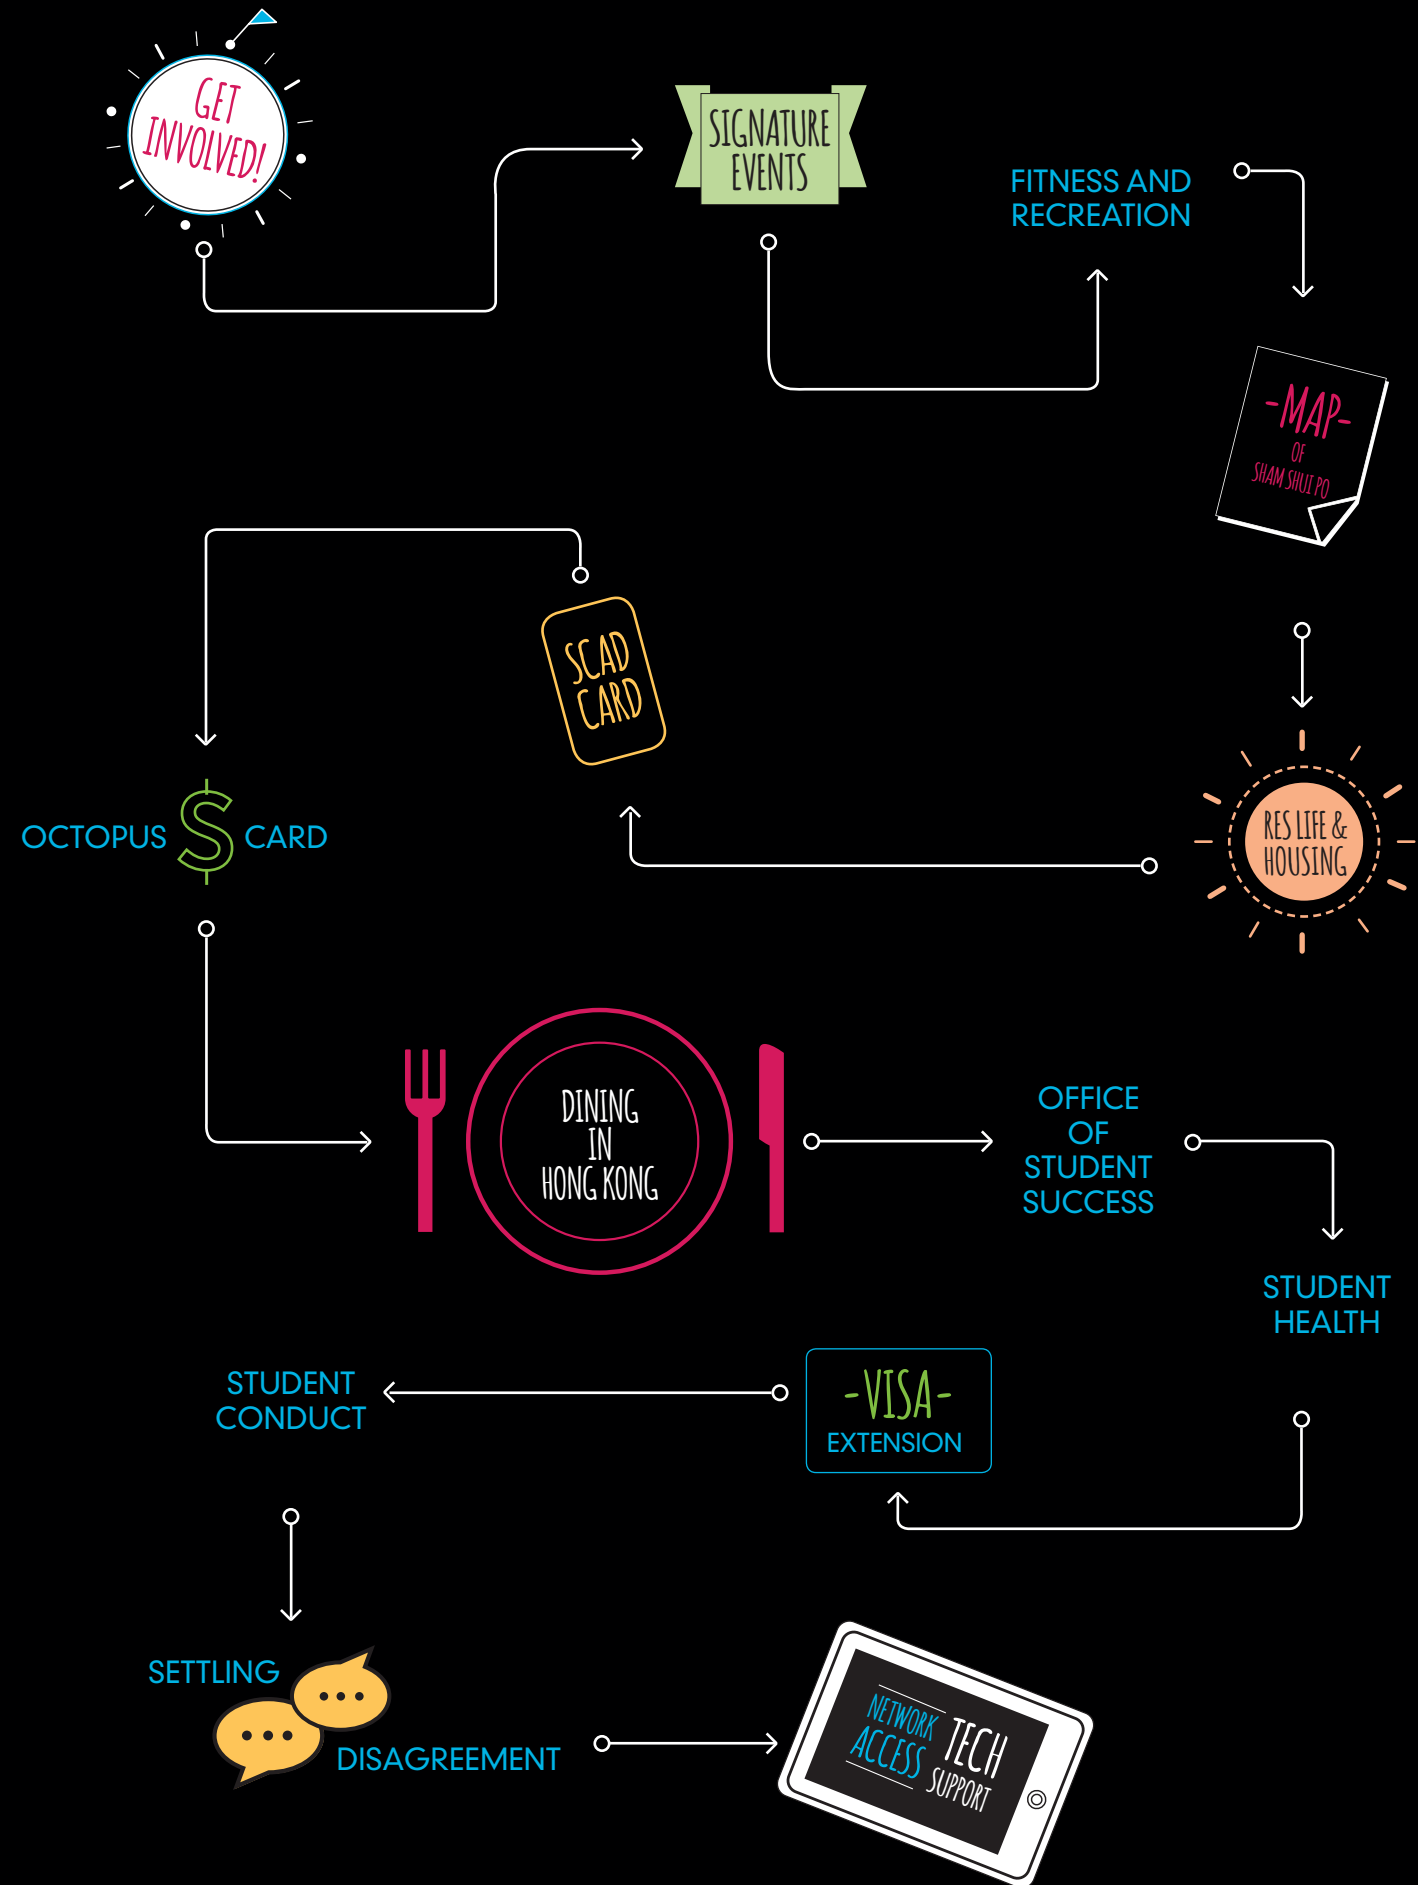 GET
INVOLVED!
SIGNATURE
EVENTS
FITNESS AND
RECREATION
-MAP-
OF
SHAM SHUI PO
RES LIFE &
HOUSING
SCAD
CARD
OCTOPUS $ CARD
DINING
IN
HONG KONG
OFFICE
OF
STUDENT
SUCCESS
STUDENT
HEALTH
-VISA-
EXTENSION
STUDENT
CONDUCT
SETTLING
DISAGREEMENT
NETWORK
ACCESS
TECH
SUPPORT